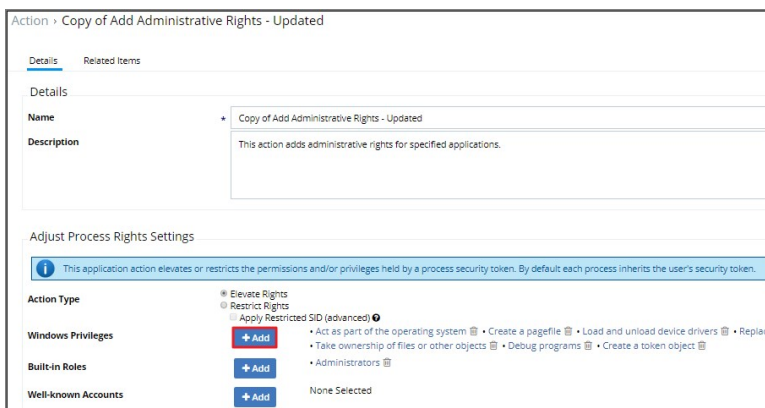 Action › Copy of Add Administrative Rights - Updated
Details Related Items
Details
Name * Copy of Add Administrative Rights - Updated
Description This action adds administrative rights for specified applications.
Adjust Process Rights Settings
This application action elevates or restricts the permissions and/or privileges held by a process security token. By default each process inherits the user's security token.
Action Type Elevate Rights
Restrict Rights
Apply Restricted SID (advanced)
Windows Privileges + Add • Act as part of the operating system • Create a pagefile • Load and unload device drivers •
• Take ownership of files or other objects • Debug programs • Create a token object
Built-in Roles + Add • Administrators
Well-known Accounts + Add None Selected